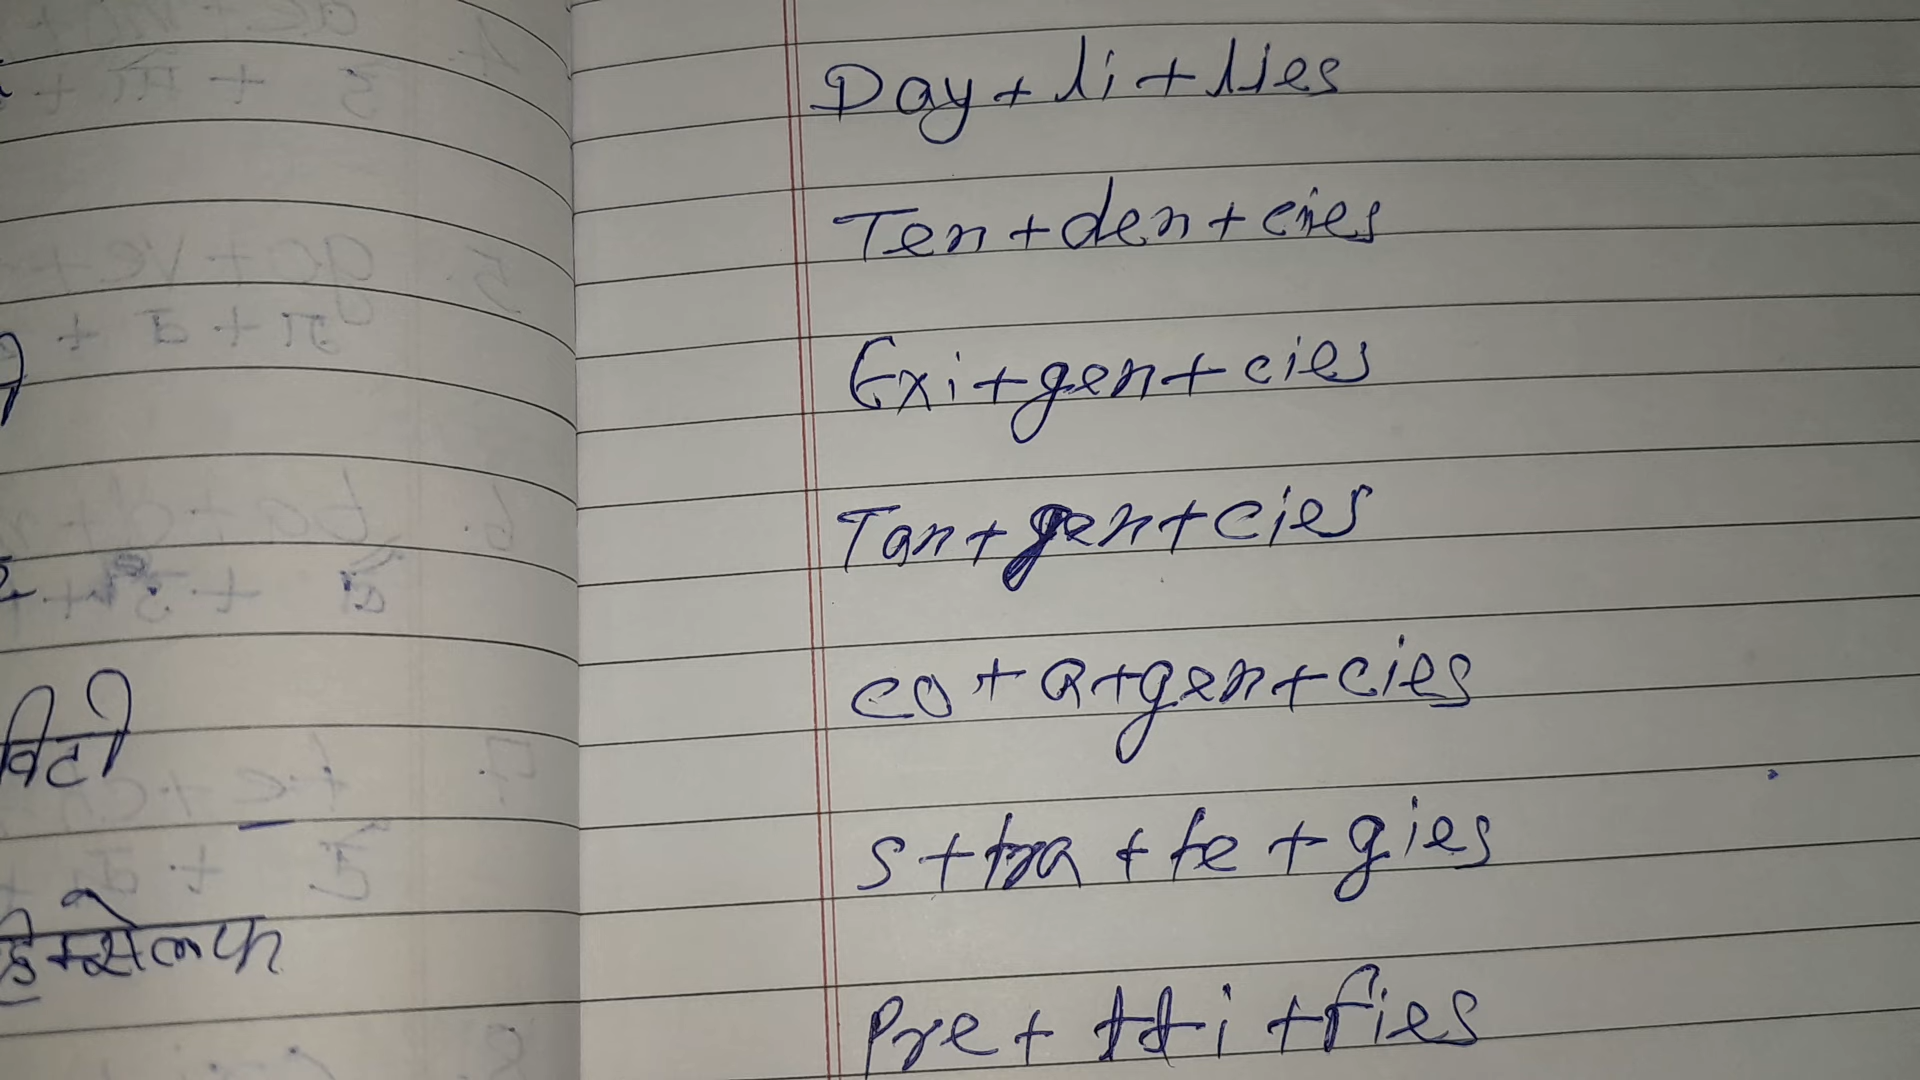 विटी
हिम्सेल्फ
Day + li + lies
Ten + den + cies
Exi + gen + cies
Tan + gen + cies
co + a + gen + cies
s + tra + te + gies
Pre + tti + fies